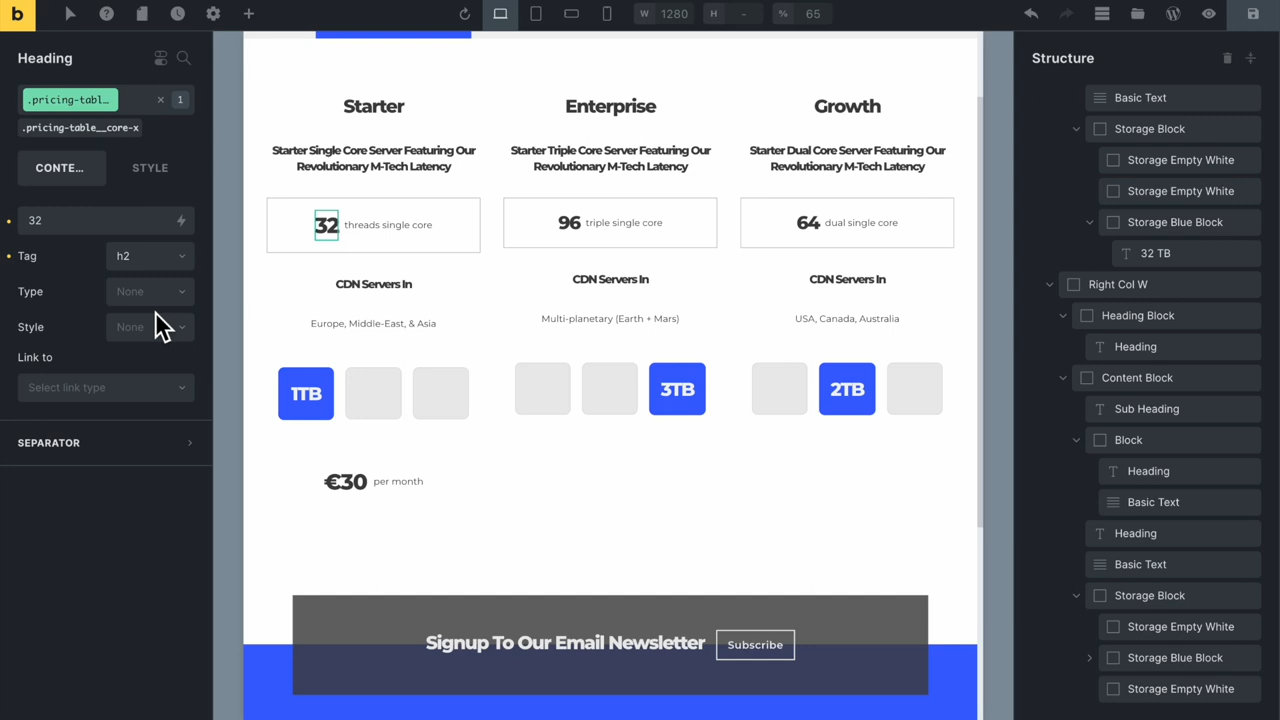 b
W 1280 H - % 65
Heading
.pricing-tabl… × 1
.pricing-table__core-x
CONTE… STYLE
32
Tag h2
Type None
Style None
Link to
Select link type
SEPARATOR
Starter
Starter Single Core Server Featuring Our
Revolutionary M-Tech Latency
32 threads single core
CDN Servers In
Europe, Middle-East, & Asia
1TB
€30 per month
Enterprise
Starter Triple Core Server Featuring Our
Revolutionary M-Tech Latency
96 triple single core
CDN Servers In
Multi-planetary (Earth + Mars)
3TB
Growth
Starter Dual Core Server Featuring Our
Revolutionary M-Tech Latency
64 dual single core
CDN Servers In
USA, Canada, Australia
2TB
Signup To Our Email Newsletter Subscribe
Structure
Basic Text
Storage Block
Storage Empty White
Storage Empty White
Storage Blue Block
32 TB
Right Col W
Heading Block
Heading
Content Block
Sub Heading
Block
Heading
Basic Text
Heading
Basic Text
Storage Block
Storage Empty White
Storage Blue Block
Storage Empty White